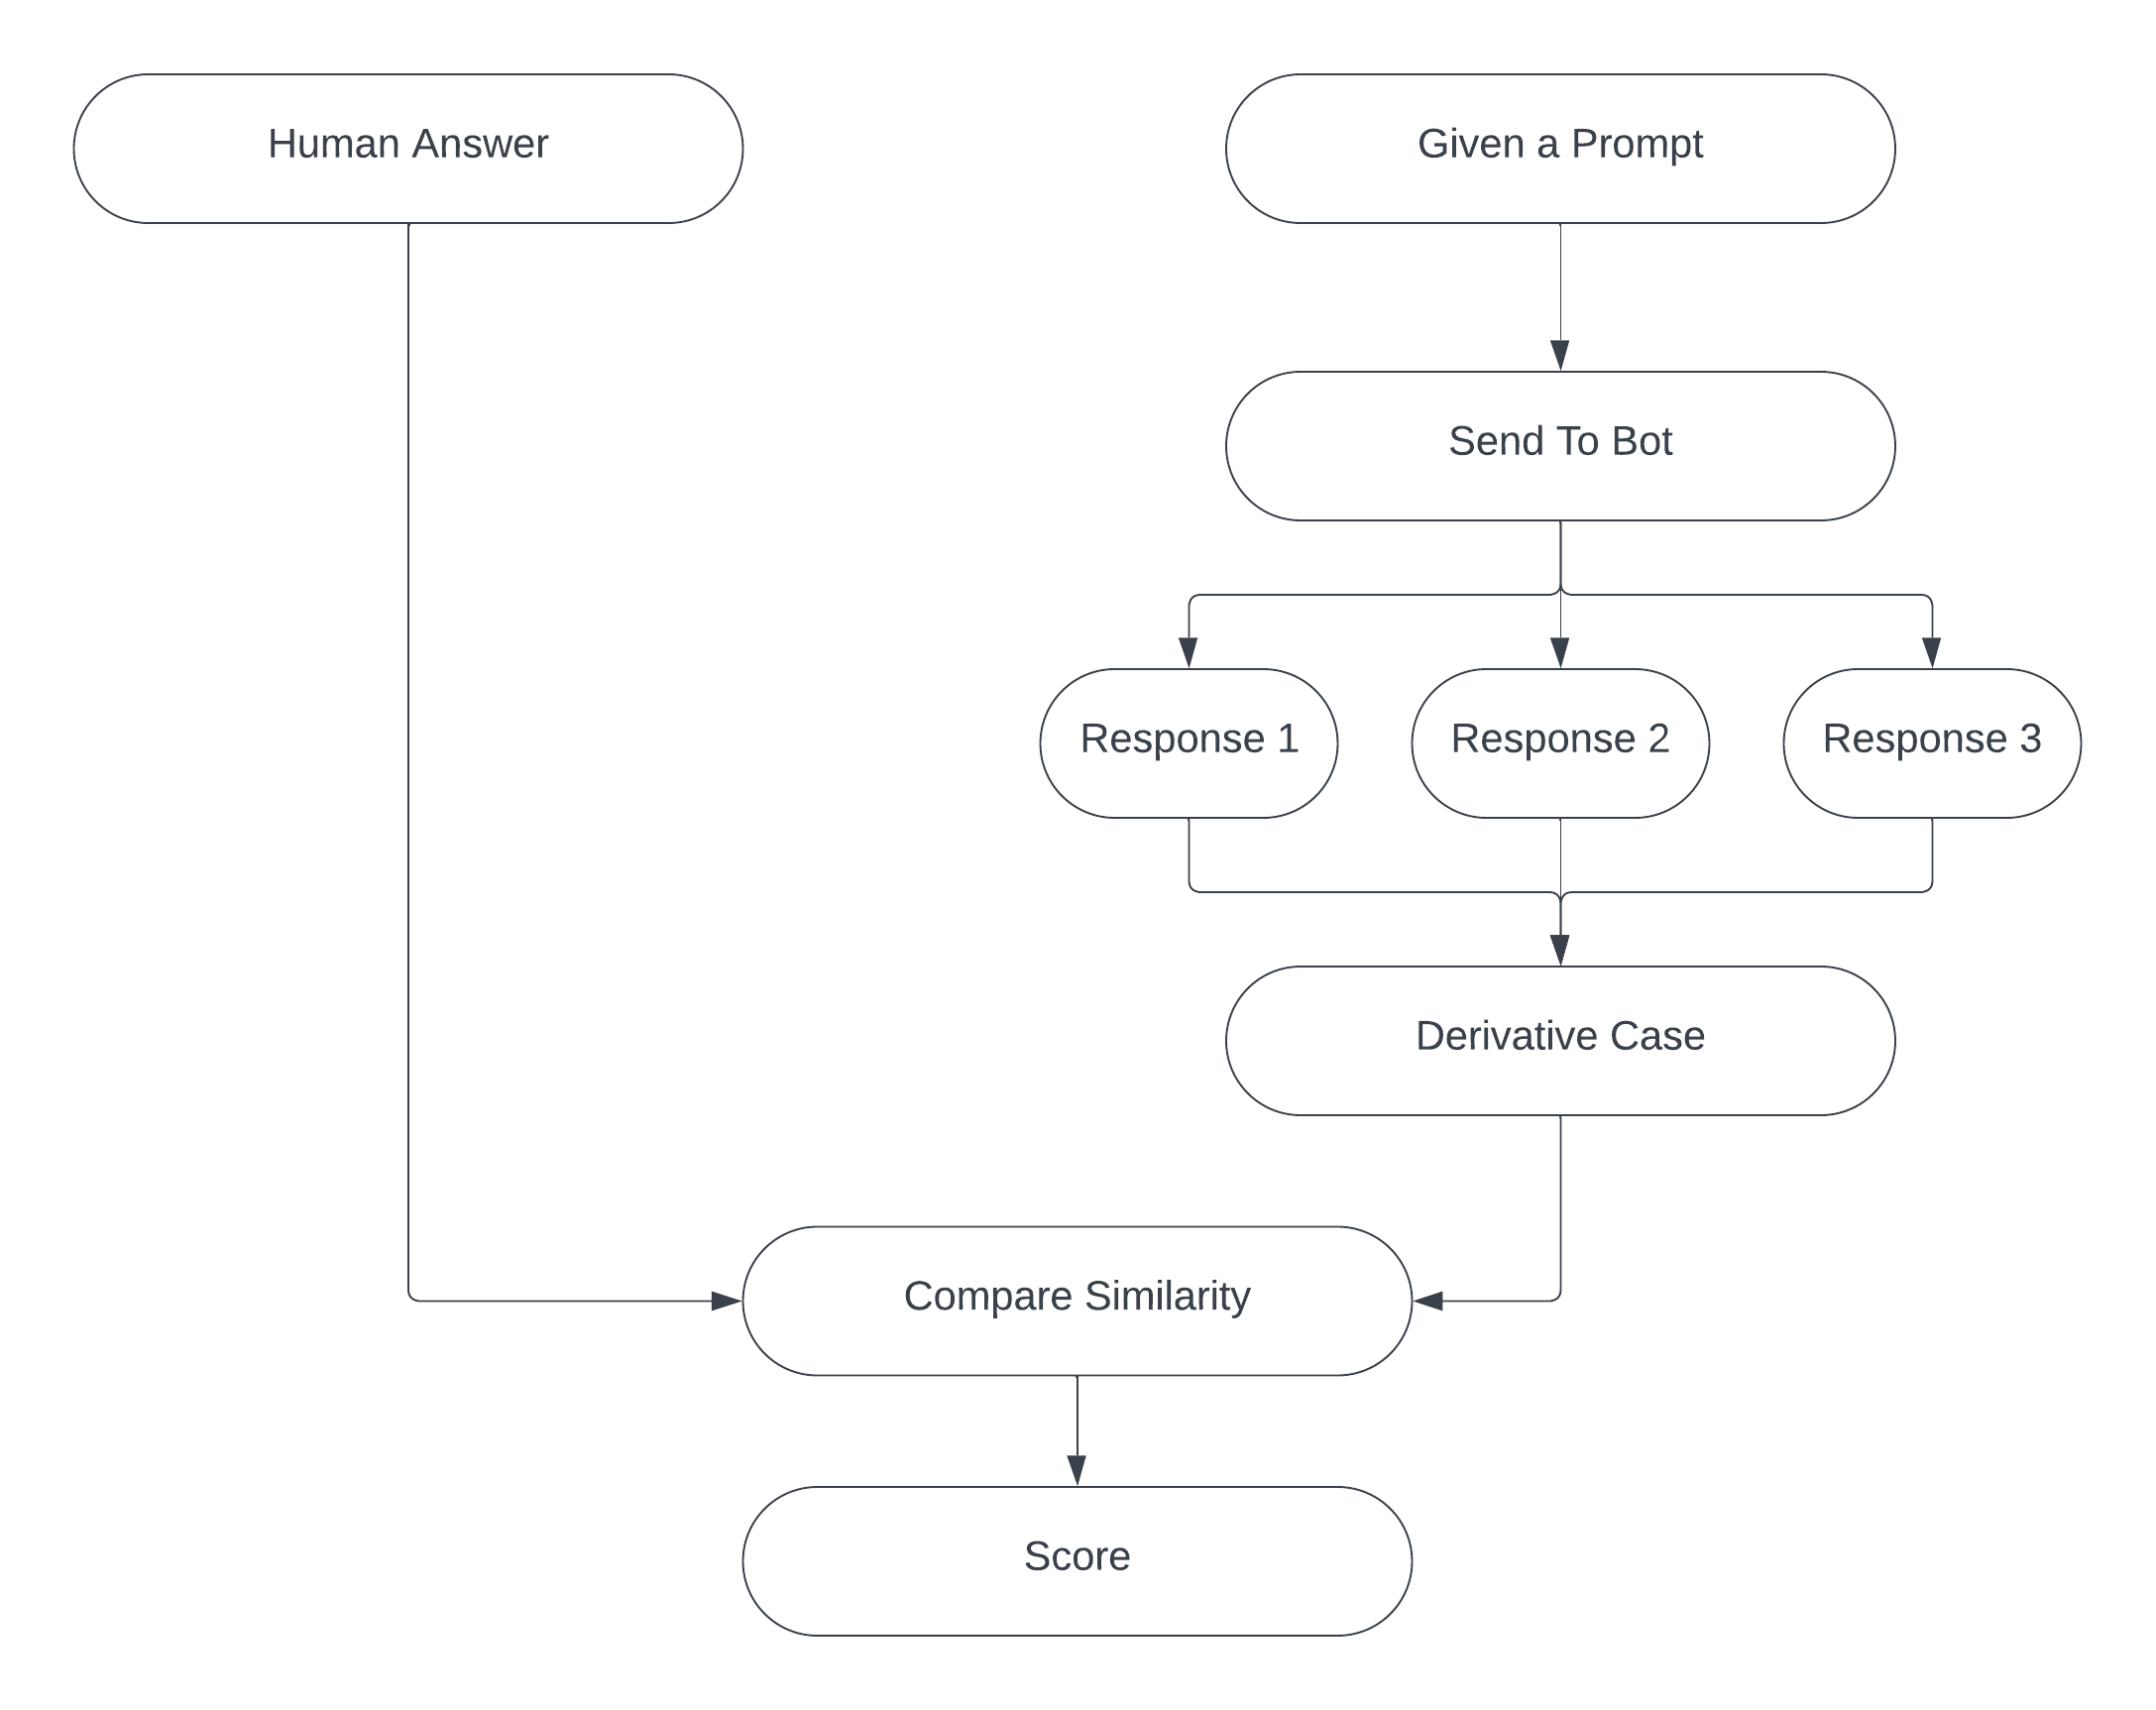 Human Answer
Given a Prompt
Send To Bot
Response 1
Response 2
Response 3
Derivative Case
Compare Similarity
Score